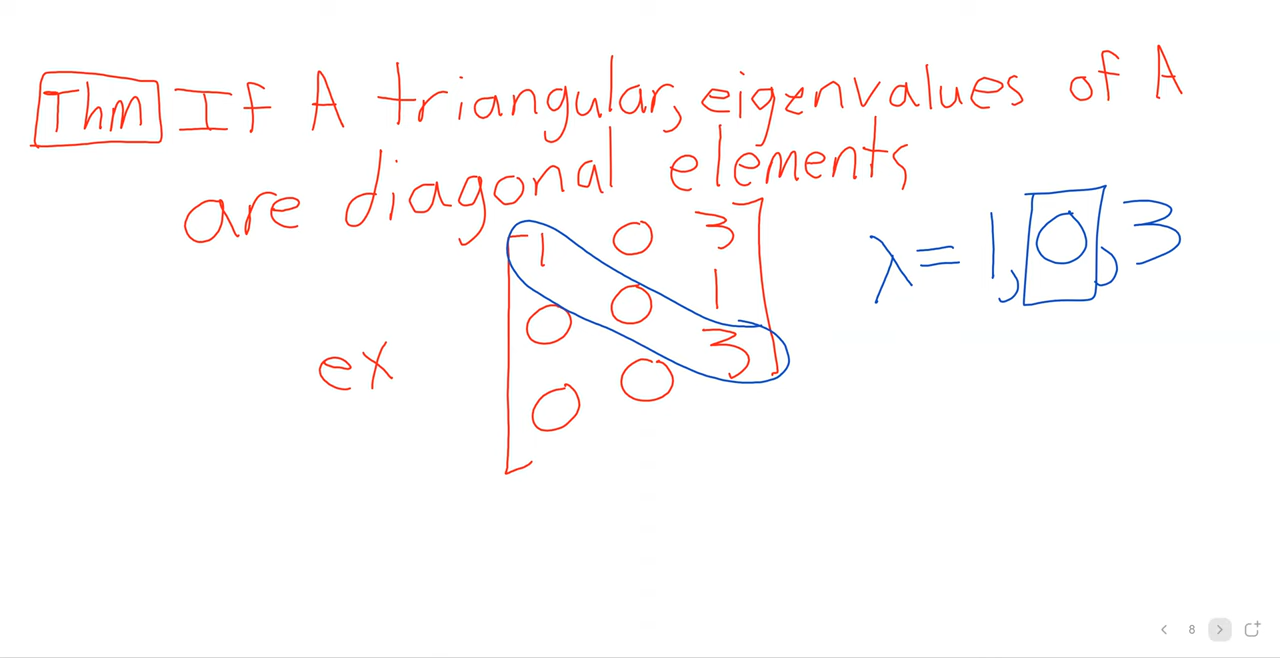 Thm If A triangular, eigenvalues of A
are diagonal elements
1 0 3
0 0 1
0 0 3
λ = 1, 0, 3
ex
8